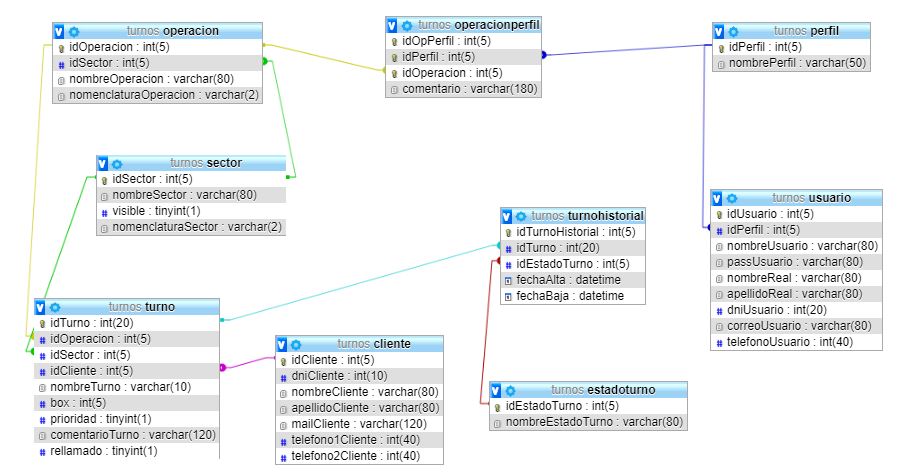 turnos operacion
idOperacion : int(5)
idSector : int(5)
nombreOperacion : varchar(80)
nomenclaturaOperacion : varchar(2)
turnos operacionperfil
idOpPerfil : int(5)
idPerfil : int(5)
idOperacion : int(5)
comentario : varchar(180)
turnos perfil
idPerfil : int(5)
nombrePerfil : varchar(50)
turnos sector
idSector : int(5)
nombreSector : varchar(80)
visible : tinyint(1)
nomenclaturaSector : varchar(2)
turnos turnohistorial
idTurnoHistorial : int(5)
idTurno : int(20)
idEstadoTurno : int(5)
fechaAlta : datetime
fechaBaja : datetime
turnos usuario
idUsuario : int(5)
idPerfil : int(5)
nombreUsuario : varchar(80)
passUsuario : varchar(80)
nombreReal : varchar(80)
apellidoReal : varchar(80)
dniUsuario : int(20)
correoUsuario : varchar(80)
telefonoUsuario : int(40)
turnos turno
idTurno : int(20)
idOperacion : int(5)
idSector : int(5)
idCliente : int(5)
nombreTurno : varchar(10)
box : int(5)
prioridad : tinyint(1)
comentarioTurno : varchar(120)
rellamado : tinyint(1)
turnos cliente
idCliente : int(5)
dniCliente : int(10)
nombreCliente : varchar(80)
apellidoCliente : varchar(80)
mailCliente : varchar(120)
telefono1Cliente : int(40)
telefono2Cliente : int(40)
turnos estadoturno
idEstadoTurno : int(5)
nombreEstadoTurno : varchar(80)